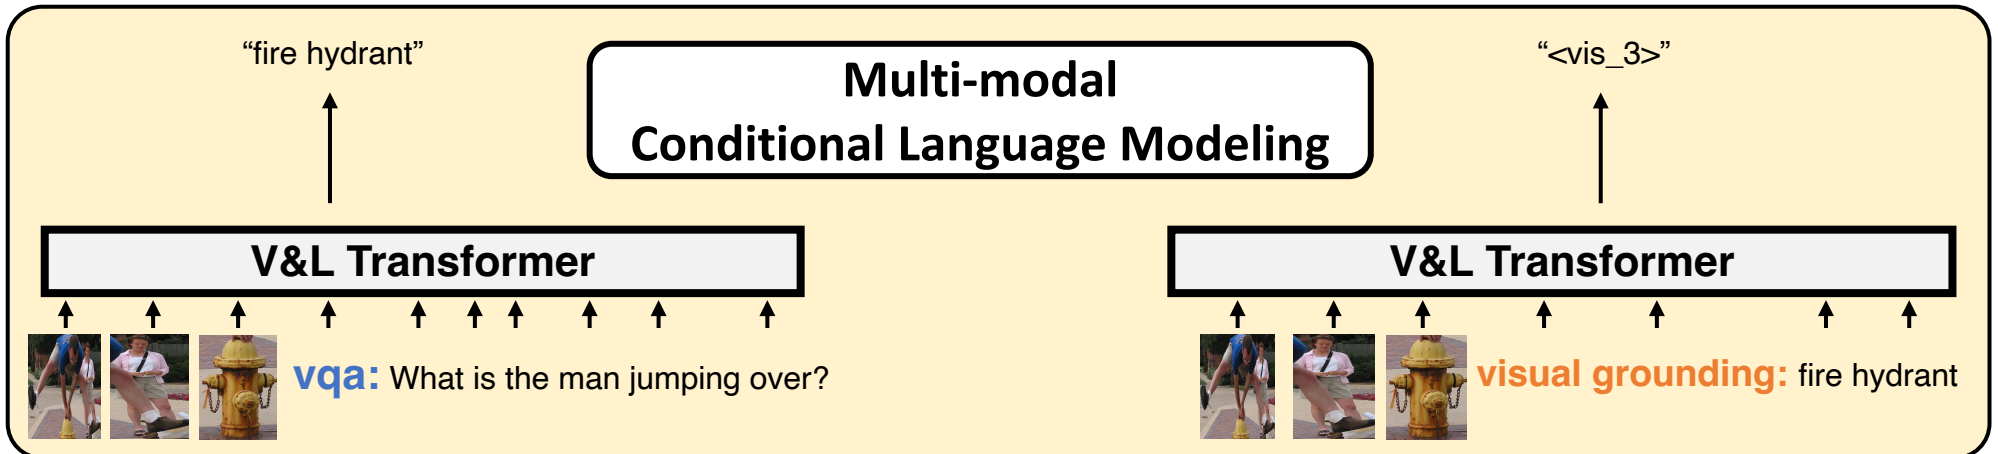 “fire hydrant”
Multi-modal
Conditional Language Modeling
“<vis_3>”
V&L Transformer
V&L Transformer
vqa: What is the man jumping over?
visual grounding: fire hydrant